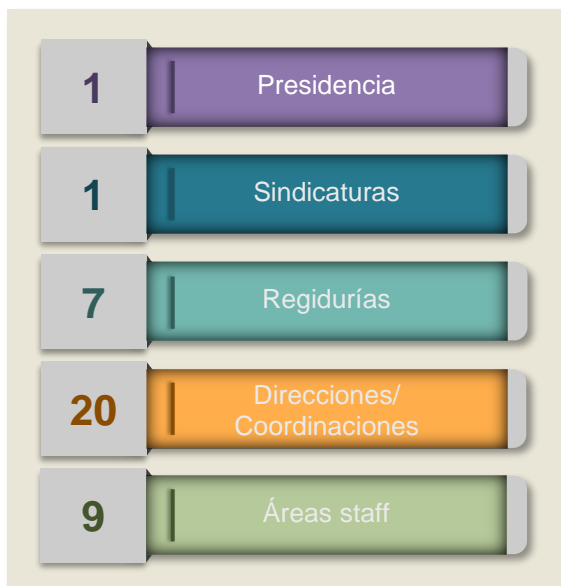 1
Presidencia
1
Sindicaturas
7
Regidurías
20
Direcciones/
Coordinaciones
9
Áreas staff